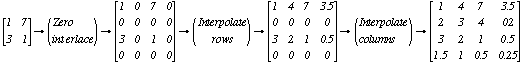 1 7
3 1
→
Zero
interlace
→
1 0 7 0
0 0 0 0
3 0 1 0
0 0 0 0
→
Interpolate
rows
→
1 4 7 3.5
0 0 0 0
3 2 1 0.5
0 0 0 0
→
Interpolate
columns
→
1 4 7 3.5
2 3 4 02
3 2 1 0.5
1.5 1 0.5 0.25